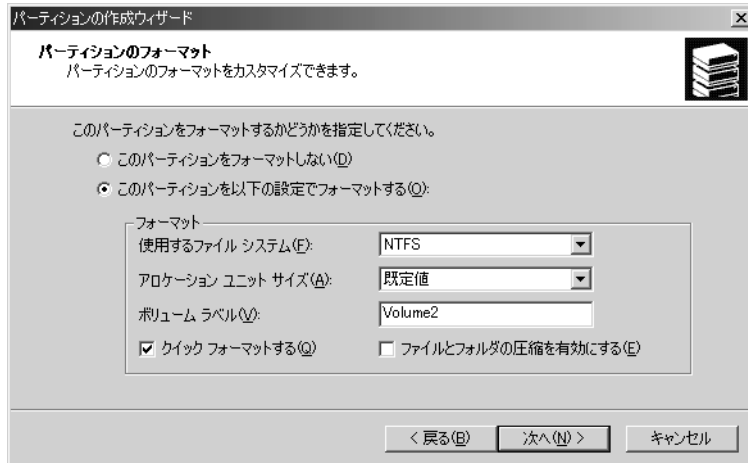 パーティションの作成ウィザード
パーティションのフォーマット
パーティションのフォーマットをカスタマイズできます。
このパーティションをフォーマットするかどうかを指定してください。
このパーティションをフォーマットしない(D)
このパーティションを以下の設定でフォーマットする(O):
フォーマット
使用するファイル システム(F): NTFS
アロケーション ユニット サイズ(A): 既定値
ボリューム ラベル(V): Volume2
クイック フォーマットする(Q) ファイルとフォルダの圧縮を有効にする(E)
< 戻る(B) 次へ(N) > キャンセル